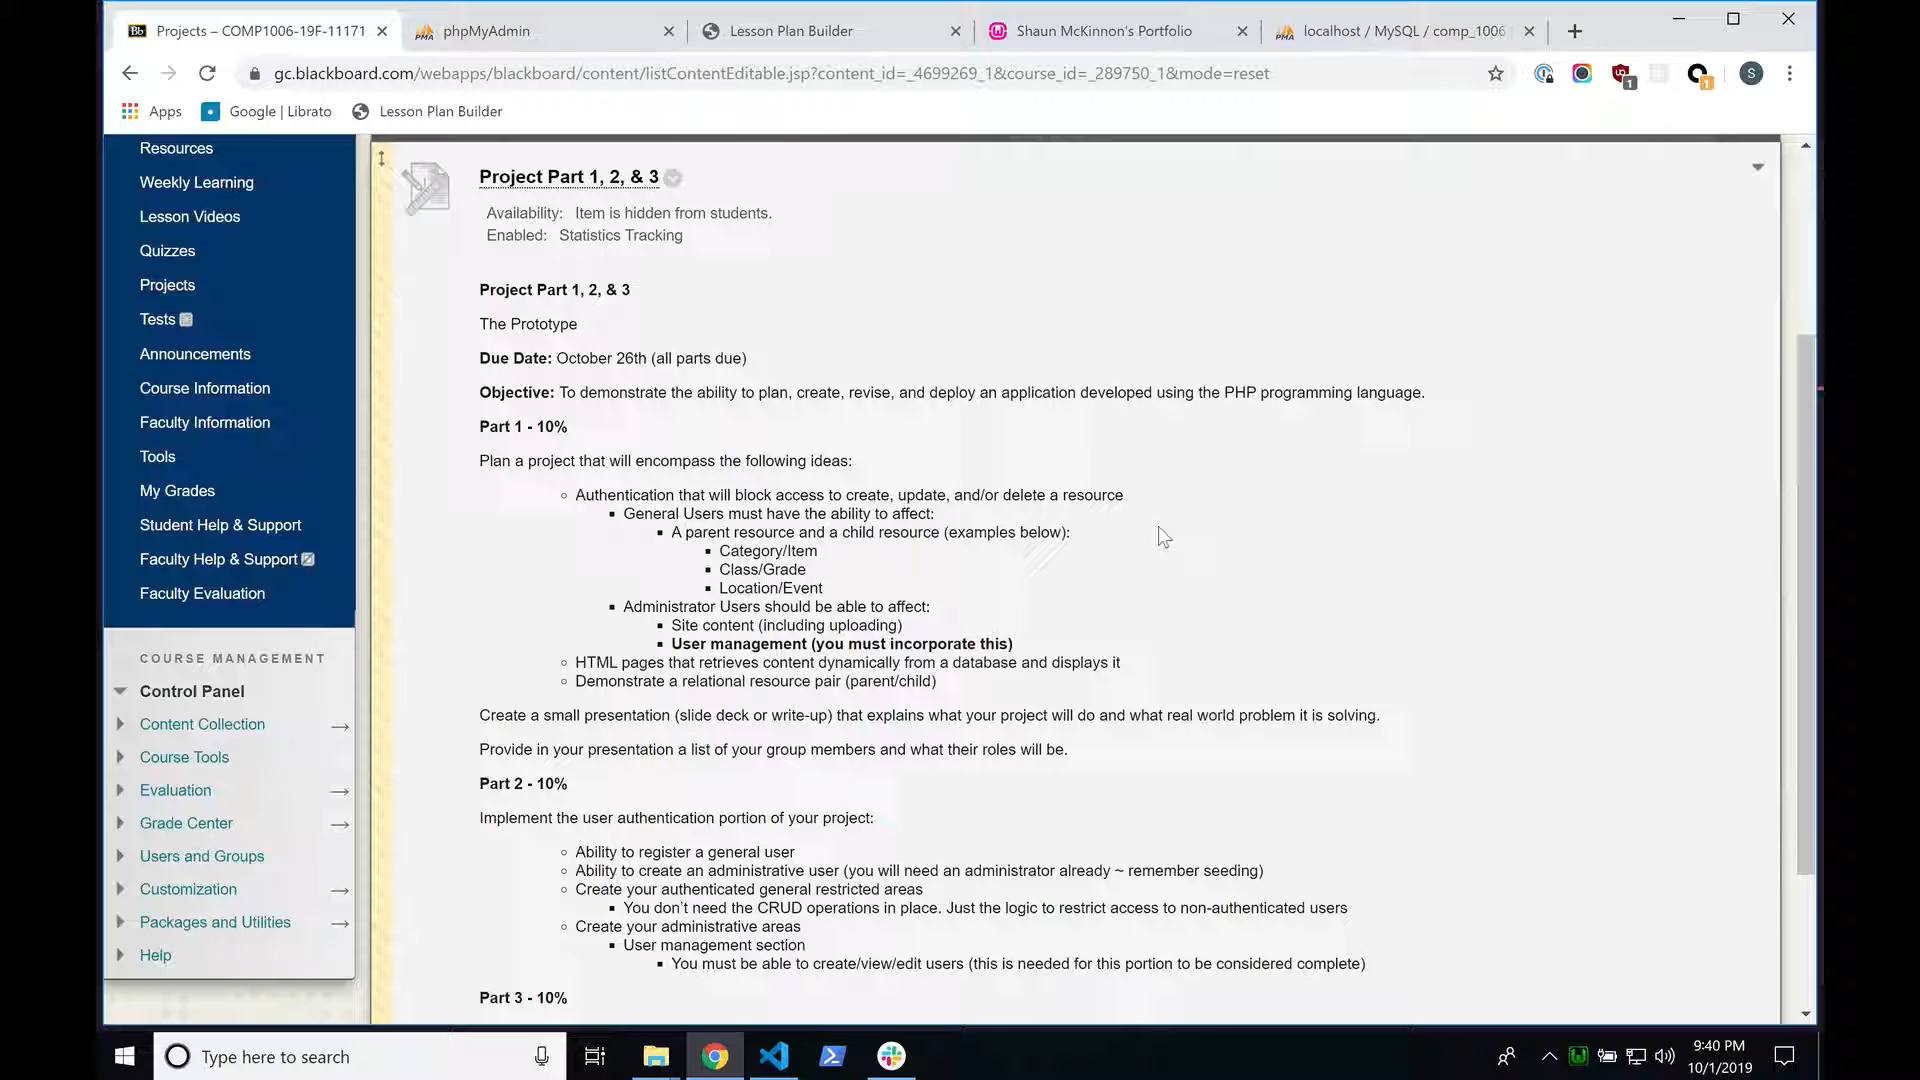 Projects – COMP1006-19F-11171
phpMyAdmin
Lesson Plan Builder
Shaun McKinnon's Portfolio
localhost / MySQL / comp_1006
gc.blackboard.com/webapps/blackboard/content/listContentEditable.jsp?content_id=_4699269_1&course_id=_289750_1&mode=reset
Apps
Google | Librato
Lesson Plan Builder
Resources
Weekly Learning
Lesson Videos
Quizzes
Projects
Tests
Announcements
Course Information
Faculty Information
Tools
My Grades
Student Help & Support
Faculty Help & Support
Faculty Evaluation
COURSE MANAGEMENT
Control Panel
Content Collection
Course Tools
Evaluation
Grade Center
Users and Groups
Customization
Packages and Utilities
Help
Project Part 1, 2, & 3
Availability: Item is hidden from students.
Enabled: Statistics Tracking
Project Part 1, 2, & 3
The Prototype
Due Date: October 26th (all parts due)
Objective: To demonstrate the ability to plan, create, revise, and deploy an application developed using the PHP programming language.
Part 1 - 10%
Plan a project that will encompass the following ideas:
Authentication that will block access to create, update, and/or delete a resource
General Users must have the ability to affect:
A parent resource and a child resource (examples below):
Category/Item
Class/Grade
Location/Event
Administrator Users should be able to affect:
Site content (including uploading)
User management (you must incorporate this)
HTML pages that retrieves content dynamically from a database and displays it
Demonstrate a relational resource pair (parent/child)
Create a small presentation (slide deck or write-up) that explains what your project will do and what real world problem it is solving.
Provide in your presentation a list of your group members and what their roles will be.
Part 2 - 10%
Implement the user authentication portion of your project:
Ability to register a general user
Ability to create an administrative user (you will need an administrator already ~ remember seeding)
Create your authenticated general restricted areas
You don't need the CRUD operations in place. Just the logic to restrict access to non-authenticated users
Create your administrative areas
User management section
You must be able to create/view/edit users (this is needed for this portion to be considered complete)
Part 3 - 10%
Type here to search
9:40 PM
10/1/2019